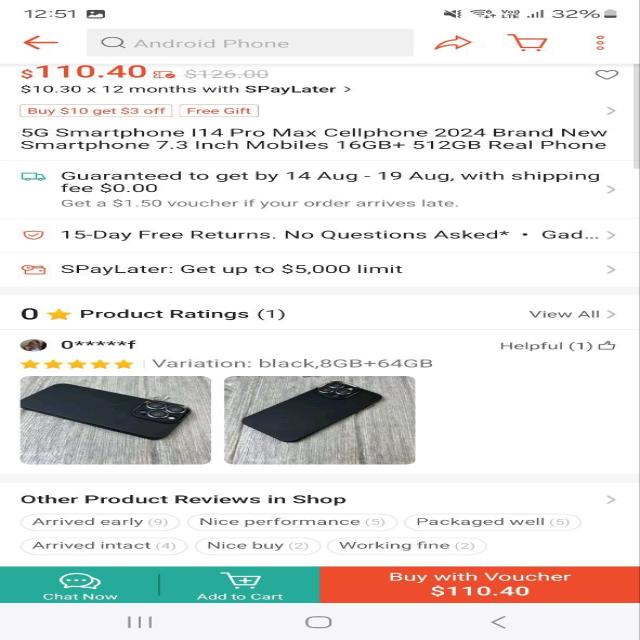 12:51 32%
Android Phone
$110.40 $126.00
$10.30 x 12 months with SPayLater >
Buy $10 get $3 off Free Gift
5G Smartphone I14 Pro Max Cellphone 2024 Brand New
Smartphone 7.3 Inch Mobiles 16GB+ 512GB Real Phone
Guaranteed to get by 14 Aug - 19 Aug, with shipping
fee $0.00
Get a $1.50 voucher if your order arrives late.
15-Day Free Returns. No Questions Asked* • Gad...
SPayLater: Get up to $5,000 limit
0 Product Ratings (1) View All >
O*****f Helpful (1)
Variation: black,8GB+64GB
Other Product Reviews in Shop
Arrived early (9) Nice performance (5) Packaged well (5)
Arrived intact (4) Nice buy (2) Working fine (2)
Chat Now Add to Cart Buy with Voucher
$110.40